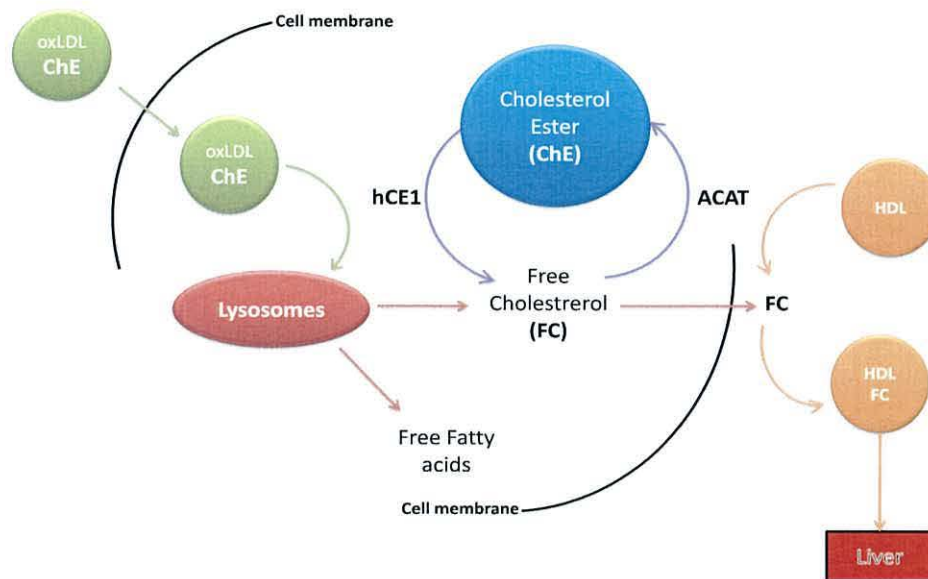 Cell membrane
oxLDL
ChE
oxLDL
ChE
Cholesterol
Ester
(ChE)
hCE1
ACAT
HDL
Lysosomes
Free
Cholestrerol
(FC)
FC
HDL
FC
Free Fatty
acids
Cell membrane
Liver